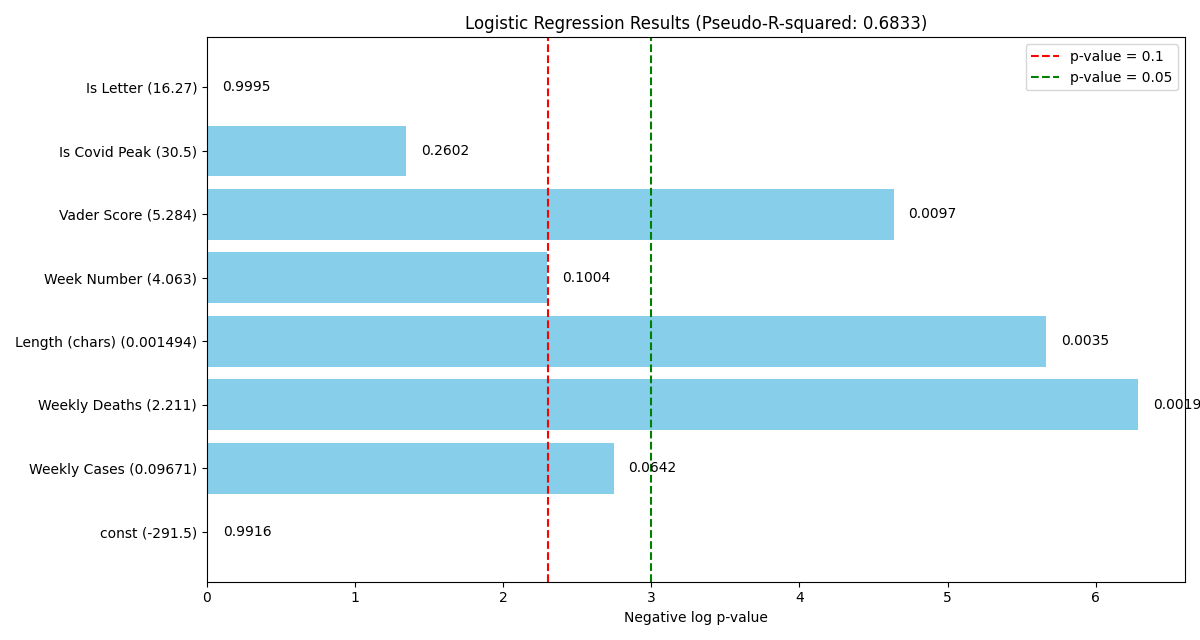 Logistic Regression Results (Pseudo-R-squared: 0.6833)
p-value = 0.1
p-value = 0.05
Is Letter (16.27) 0.9995
Is Covid Peak (30.5) 0.2602
Vader Score (5.284) 0.0097
Week Number (4.063) 0.1004
Length (chars) (0.001494) 0.0035
Weekly Deaths (2.211) 0.0019
Weekly Cases (0.09671) 0.0642
const (-291.5) 0.9916
0 1 2 3 4 5 6
Negative log p-value